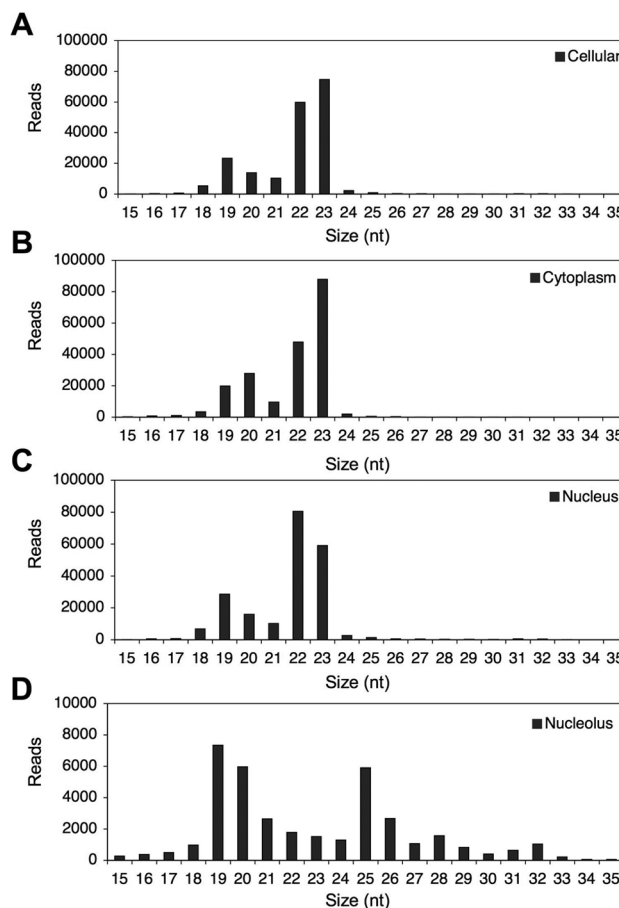 A
100000
80000
60000
40000
20000
0
Reads
Cellular
15 16 17 18 19 20 21 22 23 24 25 26 27 28 29 30 31 32 33 34 35
Size (nt)
B
100000
80000
60000
40000
20000
0
Reads
Cytoplasm
15 16 17 18 19 20 21 22 23 24 25 26 27 28 29 30 31 32 33 34 35
Size (nt)
C
100000
80000
60000
40000
20000
0
Reads
Nucleus
15 16 17 18 19 20 21 22 23 24 25 26 27 28 29 30 31 32 33 34 35
Size (nt)
D
10000
8000
6000
4000
2000
0
Reads
Nucleolus
15 16 17 18 19 20 21 22 23 24 25 26 27 28 29 30 31 32 33 34 35
Size (nt)